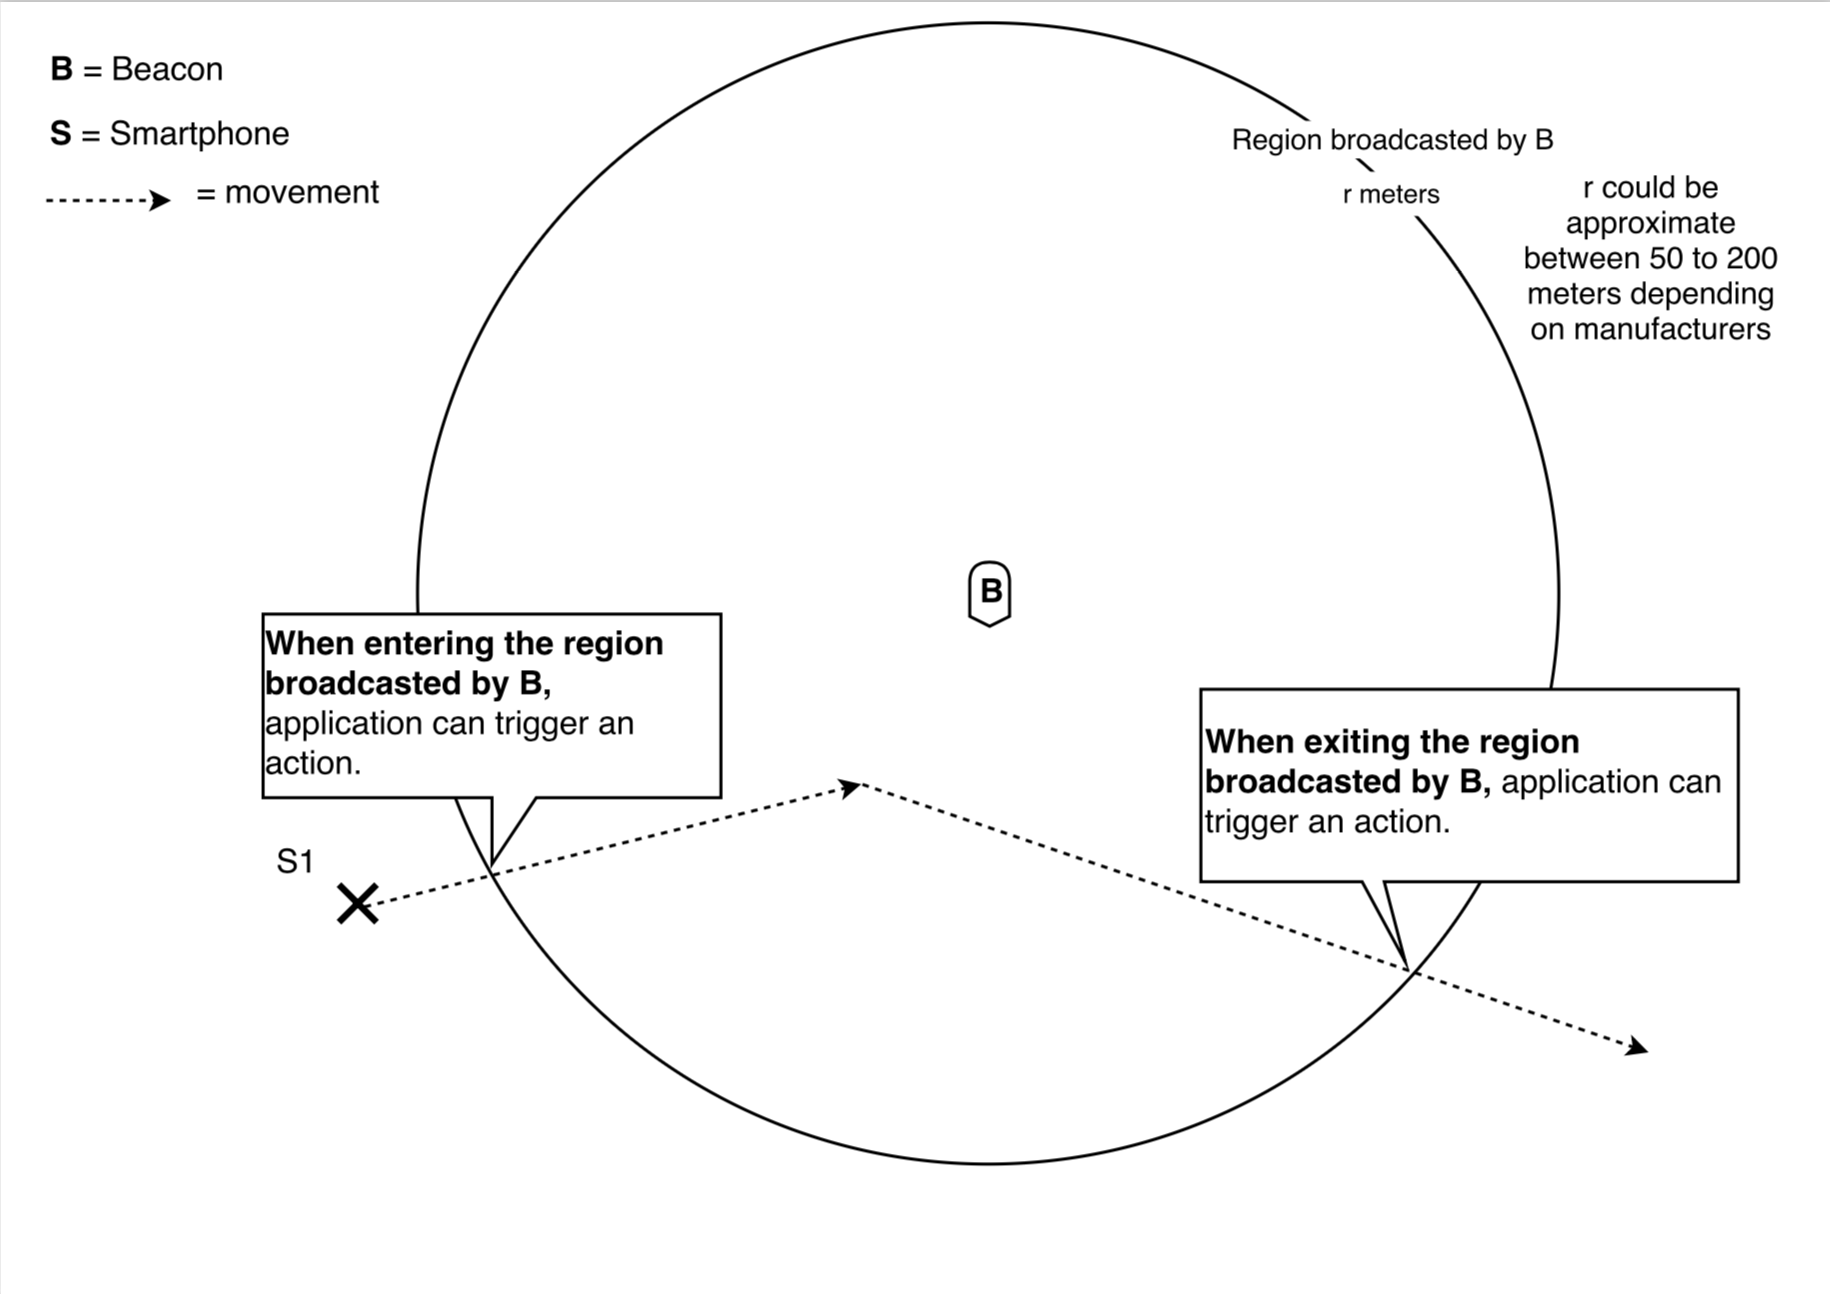 B = Beacon
S = Smartphone
= movement
Region broadcasted by B
r meters
r could be
approximate
between 50 to 200
meters depending
on manufacturers
B
When entering the region
broadcasted by B,
application can trigger an
action.
When exiting the region
broadcasted by B, application can
trigger an action.
S1